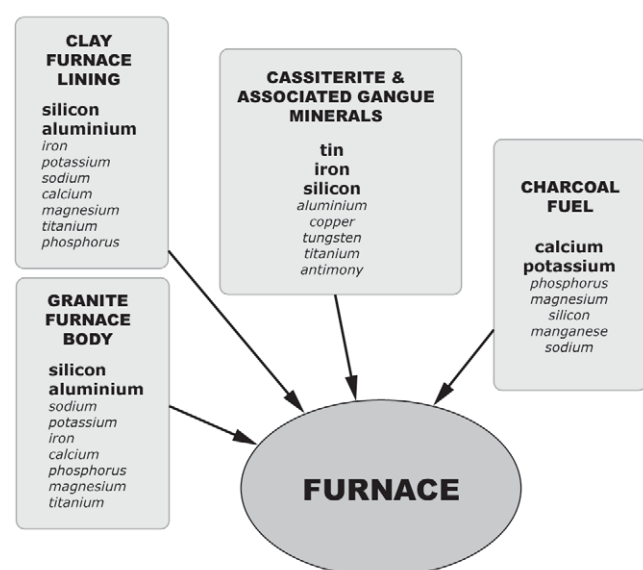 CLAY
FURNACE
LINING
silicon
aluminium
iron
potassium
sodium
calcium
magnesium
titanium
phosphorus
GRANITE
FURNACE
BODY
silicon
aluminium
sodium
potassium
iron
calcium
phosphorus
magnesium
titanium
CASSITERITE &
ASSOCIATED GANGUE
MINERALS
tin
iron
silicon
aluminium
copper
tungsten
titanium
antimony
CHARCOAL
FUEL
calcium
potassium
phosphorus
magnesium
silicon
manganese
sodium
FURNACE